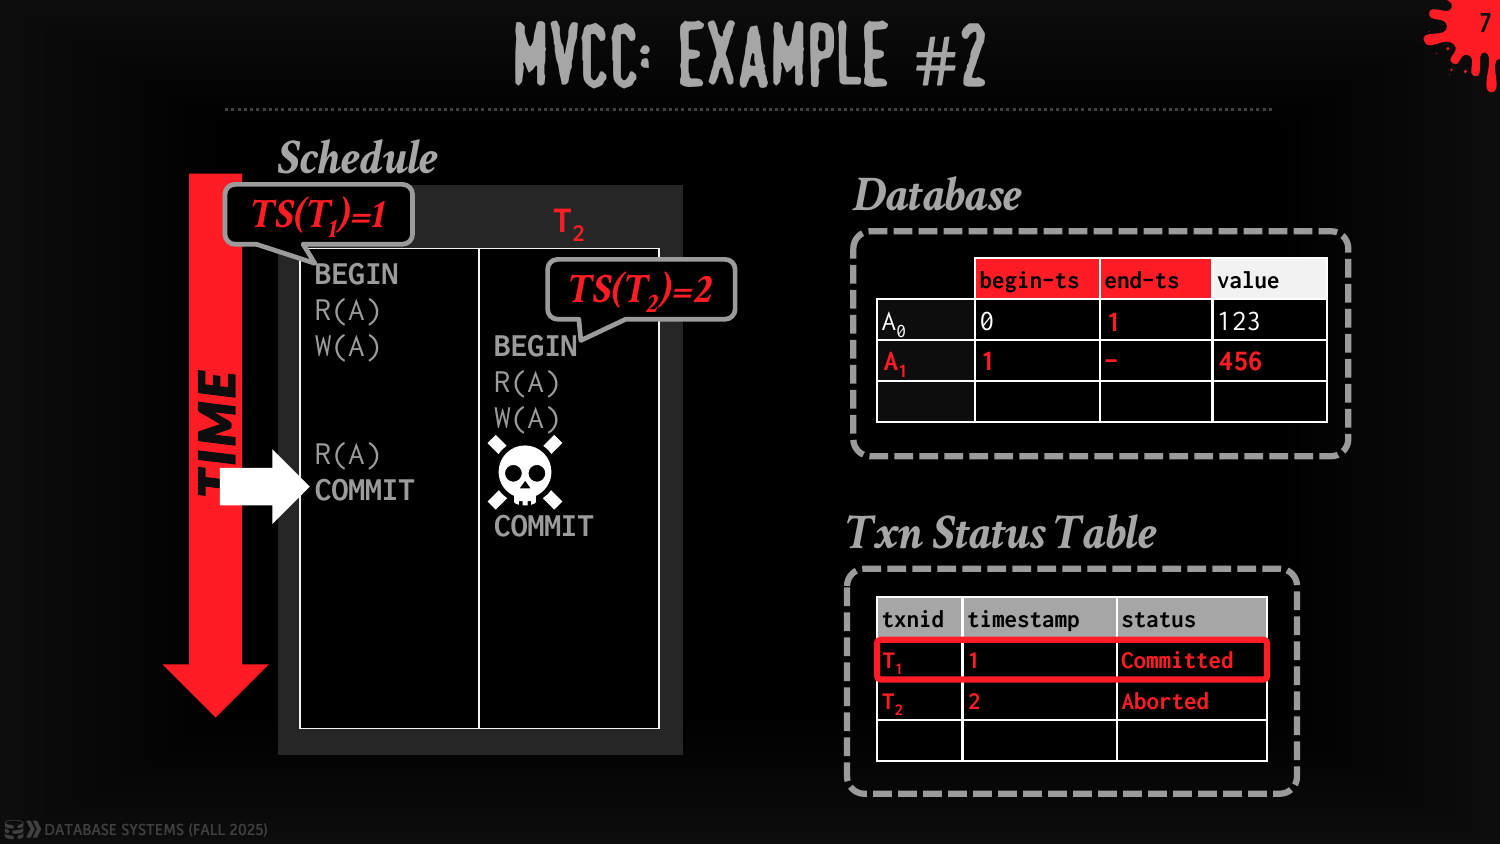 MVCC: EXAMPLE #2
7
Schedule
TS(T1)=1
T2
BEGIN
R(A)
W(A)
R(A)
COMMIT
TS(T2)=2
BEGIN
R(A)
W(A)
COMMIT
TIME
Database
begin-ts end-ts value
A0 0 1 123
A1 1 - 456
Txn Status Table
txnid timestamp status
T1 1 Committed
T2 2 Aborted
DATABASE SYSTEMS (FALL 2025)